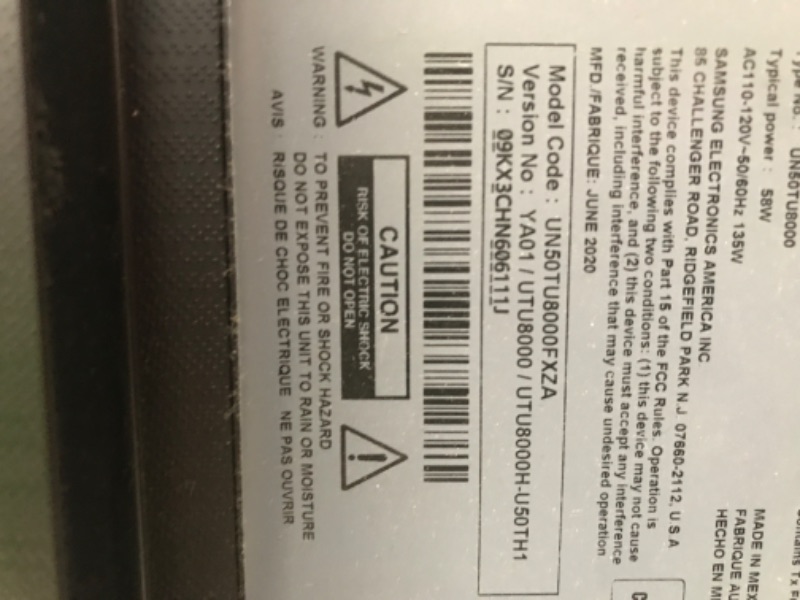 Type No. : UN50TU8000
Typical power : 58W
AC110-120V~50/60Hz 135W
SAMSUNG ELECTRONICS AMERICA INC
85 CHALLENGER ROAD, RIDGEFIELD PARK N.J 07660-2112, U S A
This device complies with Part 15 of the FCC Rules. Operation is
subject to the following two conditions: (1) this device may not cause
harmful interference, and (2) this device must accept any interference
received, including interference that may cause undesired operation
MFD./FABRIQUE: JUNE 2020
MADE IN MEX
FABRIQUE AU
HECHO EN
Model Code : UN50TU8000FXZA
Version No : YA01 / UTU8000 / UTU8000H-U50TH1
S/N : 09KX3CHN606111J
CAUTION
RISK OF ELECTRIC SHOCK
DO NOT OPEN
WARNING : TO PREVENT FIRE OR SHOCK HAZARD
DO NOT EXPOSE THIS UNIT TO RAIN OR MOISTURE
AVIS : RISQUE DE CHOC ELECTRIQUE NE PAS OUVRIR